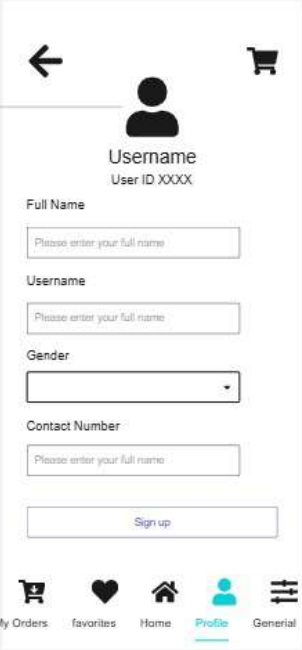 Username
User ID XXXX
Full Name
Please enter your full name
Username
Please enter your full name
Gender
Contact Number
Please enter your full name
Sign up
My Orders favorites Home Profile Generial